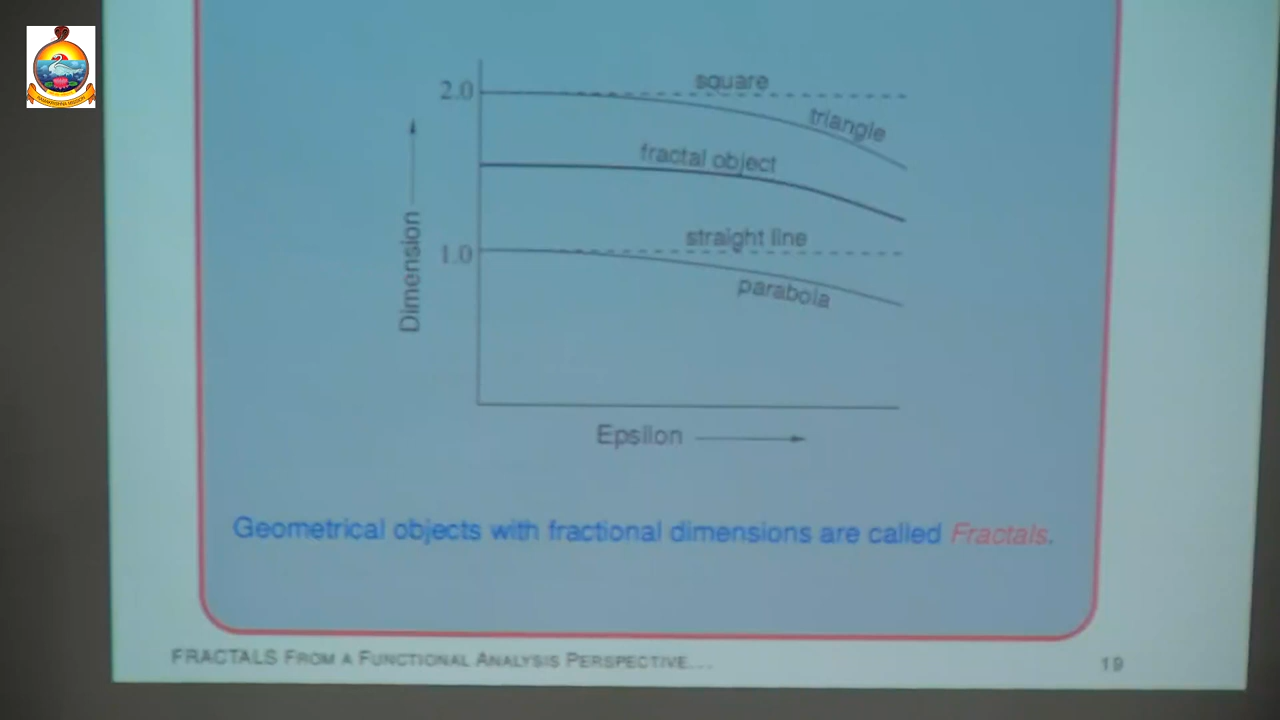 2.0
square
triangle
fractal object
Dimension
straight line
1.0
parabola
Epsilon
Geometrical objects with fractional dimensions are called Fractals.
FRACTALS FROM A FUNCTIONAL ANALYSIS PERSPECTIVE...
19